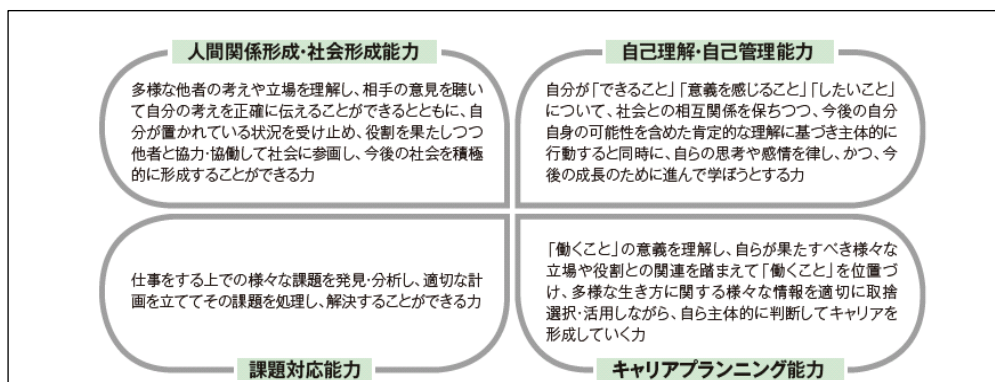 人間関係形成・社会形成能力
多様な他者の考えや立場を理解し、相手の意見を聴い
て自分の考えを正確に伝えることができるとともに、自
分が置かれている状況を受け止め、役割を果たしつつ
他者と協力・協働して社会に参画し、今後の社会を積極
的に形成することができる力
自己理解・自己管理能力
自分が「できること」「意義を感じること」「したいこと」
について、社会との相互関係を保ちつつ、今後の自分
自身の可能性を含めた肯定的な理解に基づき主体的に
行動すると同時に、自らの思考や感情を律し、かつ、今
後の成長のために進んで学ぼうとする力
仕事をする上での様々な課題を発見・分析し、適切な計
画を立ててその課題を処理し、解決することができる力
課題対応能力
「働くこと」の意義を理解し、自らが果たすべき様々な
立場や役割との関連を踏まえて「働くこと」を位置づ
け、多様な生き方に関する様々な情報を適切に取捨
選択・活用しながら、自ら主体的に判断してキャリアを
形成していく力
キャリアプランニング能力